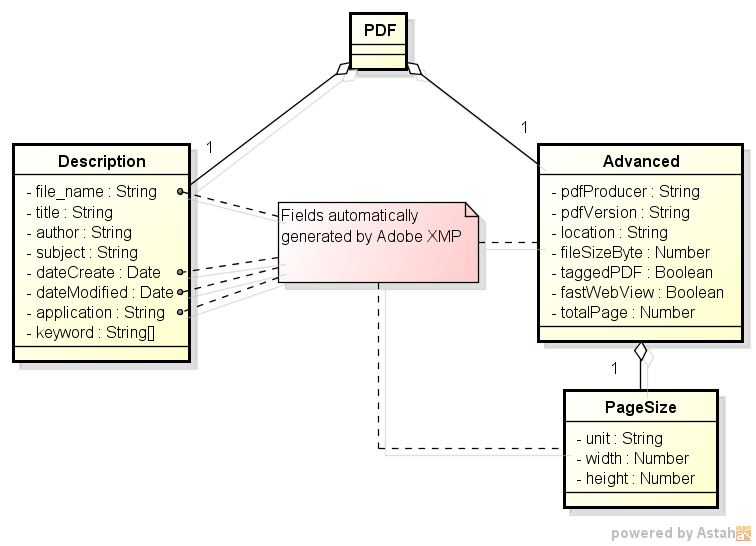 PDF
1
1
Description
- file_name : String
- title : String
- author : String
- subject : String
- dateCreate : Date
- dateModified : Date
- application : String
- keyword : String[]
Fields automatically
generated by Adobe XMP
Advanced
- pdfProducer : String
- pdfVersion : String
- location : String
- fileSizeByte : Number
- taggedPDF : Boolean
- fastWebView : Boolean
- totalPage : Number
1
PageSize
- unit : String
- width : Number
- height : Number
powered by Astah